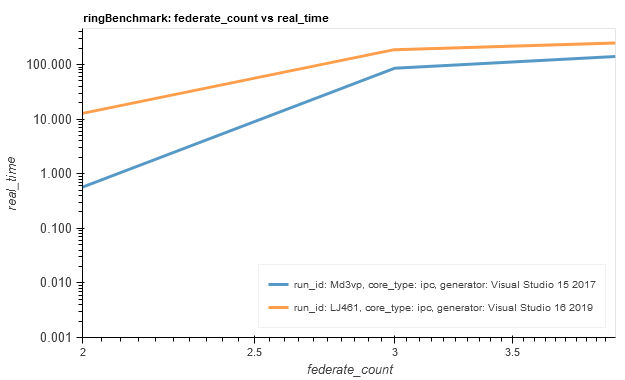 ringBenchmark: federate_count vs real_time
real_time
100.000
10.000
1.000
0.100
0.010
0.001
run_id: Md3vp, core_type: ipc, generator: Visual Studio 15 2017
run_id: LJ461, core_type: ipc, generator: Visual Studio 16 2019
2 2.5 3 3.5
federate_count